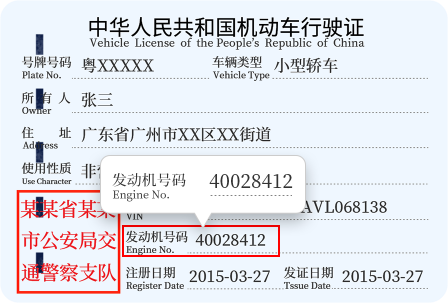 中华人民共和国机动车行驶证
Vehicle License of the People's Republic of China
号牌号码 粤XXXXX 车辆类型 小型轿车
Plate No. Vehicle Type
所 有 人 张三
Owner
住 址 广东省广州市XX区XX街道
Address
使用性质 非
Use Character
发动机号码 40028412
Engine No.
某某省某某
VIN AVL068138
市公安局交
发动机号码 40028412
Engine No.
通警察支队
注册日期 2015-03-27 发证日期 2015-03-27
Register Date Tssue Date